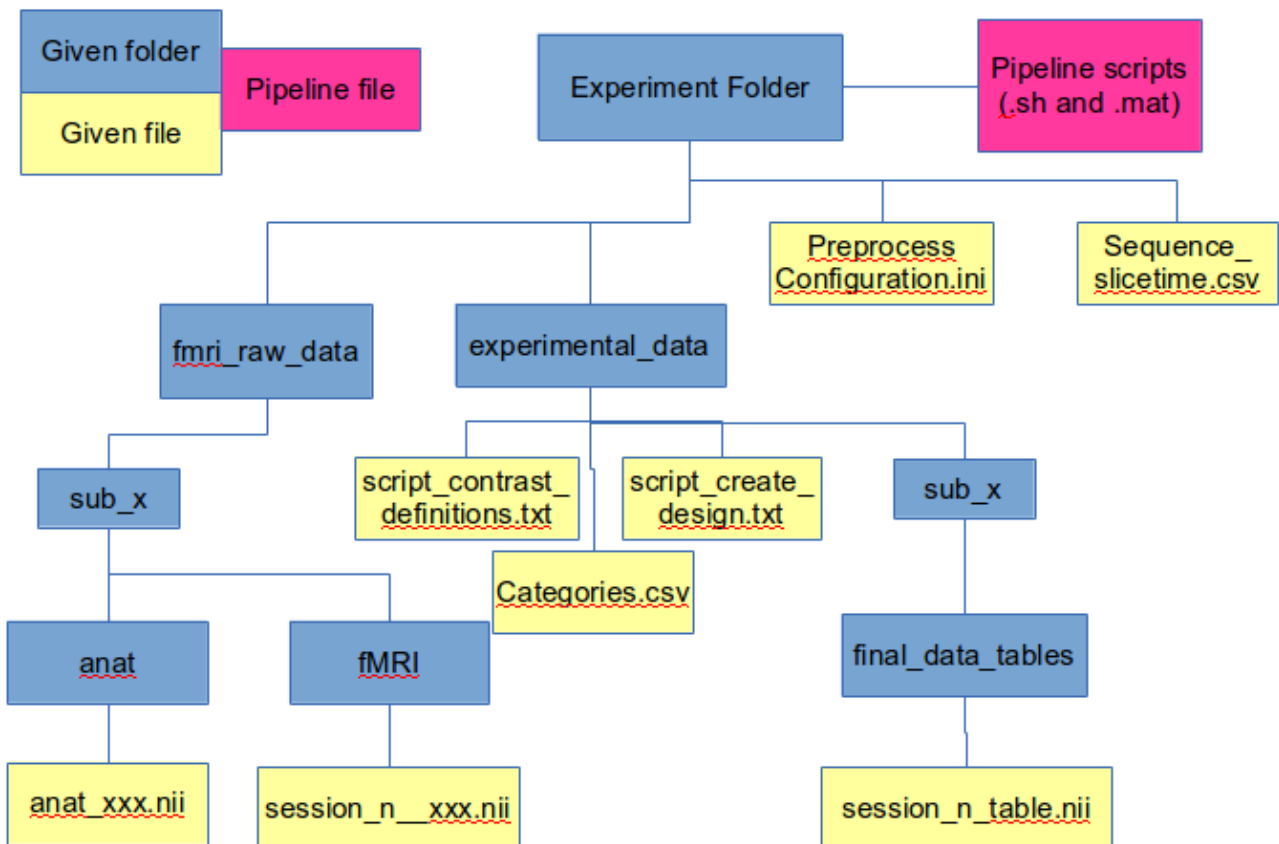 Given folder
Given file
Pipeline file
Experiment Folder
Pipeline scripts
(.sh and .mat)
Preprocess
Configuration.ini
Sequence_
slicetime.csv
fmri_raw_data
experimental_data
sub_x
script_contrast_
definitions.txt
script_create_
design.txt
sub_x
Categories.csv
anat
fMRI
final_data_tables
anat_xxx.nii
session_n__xxx.nii
session_n_table.nii